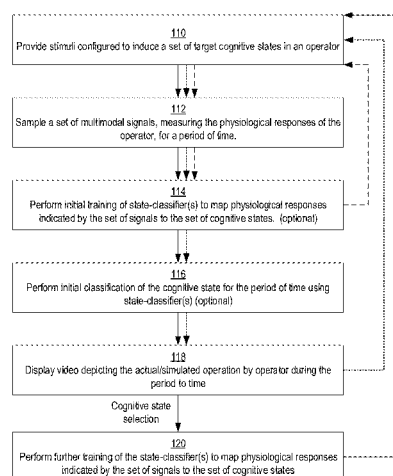 110
Provide stimuli configured to induce a set of target cognitive states in an operator
112
Sample a set of multimodal signals, measuring the physiological responses of the
operator, for a period of time.
114
Perform initial training of state-classifier(s) to map physiological responses
indicated by the set of signals to the set of cognitive states. (optional)
116
Perform initial classification of the cognitive state for the period of time using
state-classifier(s) (optional)
118
Display video depicting the actual/simulated operation by operator during the
period to time
Cognitive state
selection
120
Perform further training of the state-classifier(s) to map physiological responses
indicated by the set of signals to the set of cognitive states